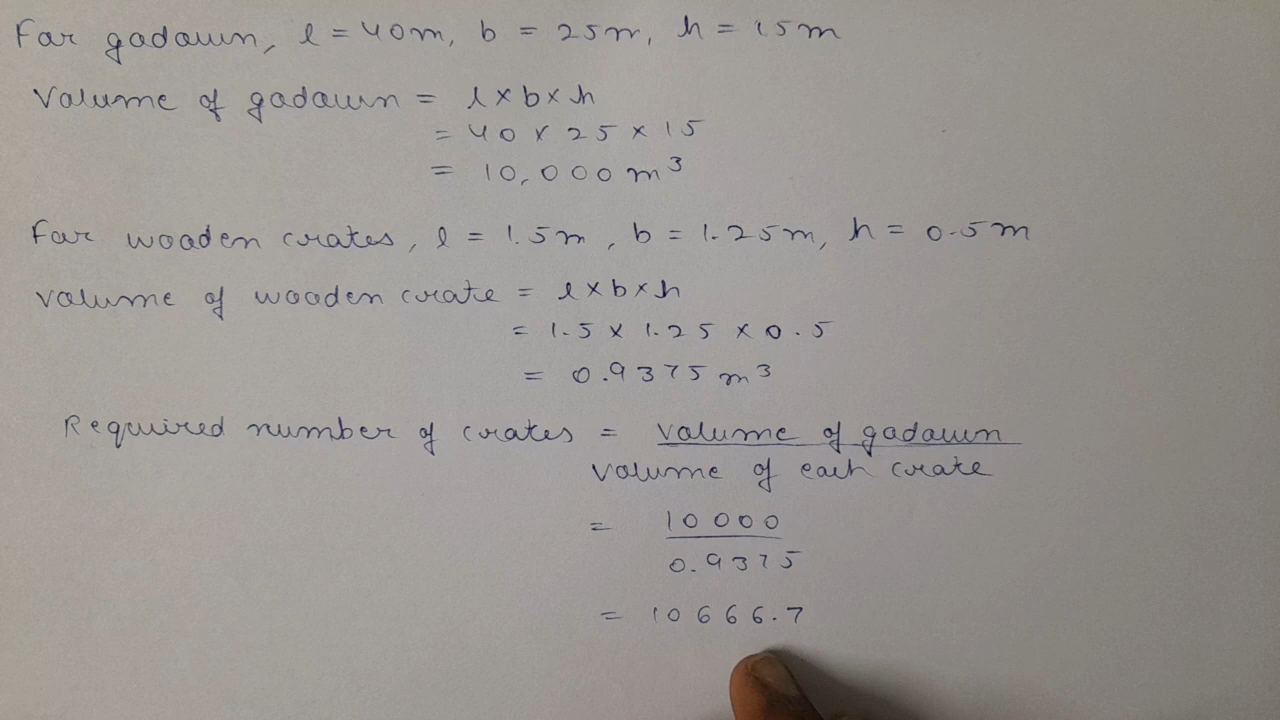 For godown, l = 40m, b = 25m, h = 15m
Volume of godown = l × b × h
= 40 × 25 × 15
= 10,000 m³
For wooden crates, l = 1.5m, b = 1.25m, h = 0.5m
volume of wooden crate = l × b × h
= 1.5 × 1.25 × 0.5
= 0.9375 m³
Required number of crates = volume of godown
volume of each crate
= 10000
0.9375
= 10666.7